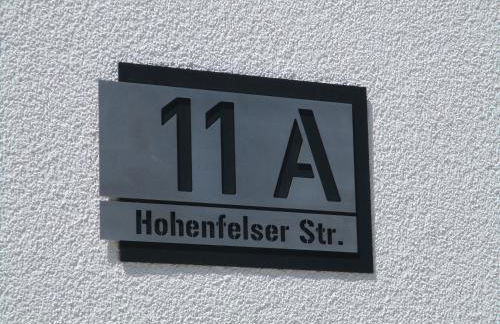 11 A
Hohenfelser Str.